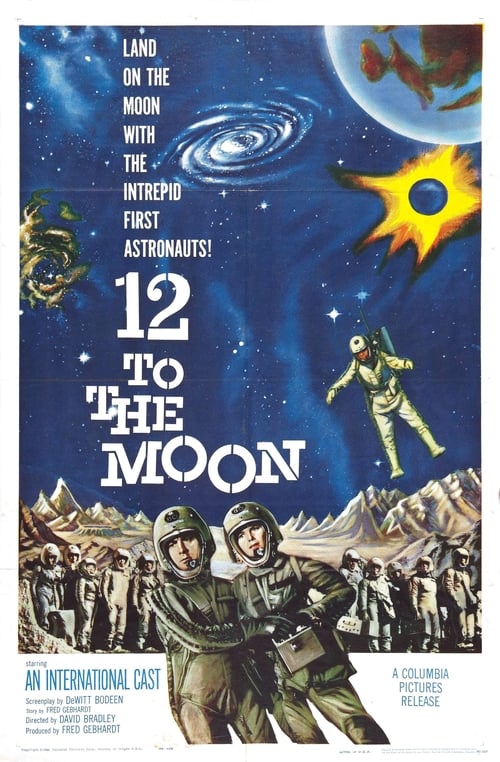 LAND
ON THE
MOON
WITH
THE
INTREPID
FIRST
ASTRONAUTS!
12
TO
THE
MOON
starring
AN INTERNATIONAL CAST
Screenplay by DeWITT BODEEN
Story by FRED GEBHARDT
Directed by DAVID BRADLEY
Produced by FRED GEBHARDT
A COLUMBIA
PICTURES
RELEASE